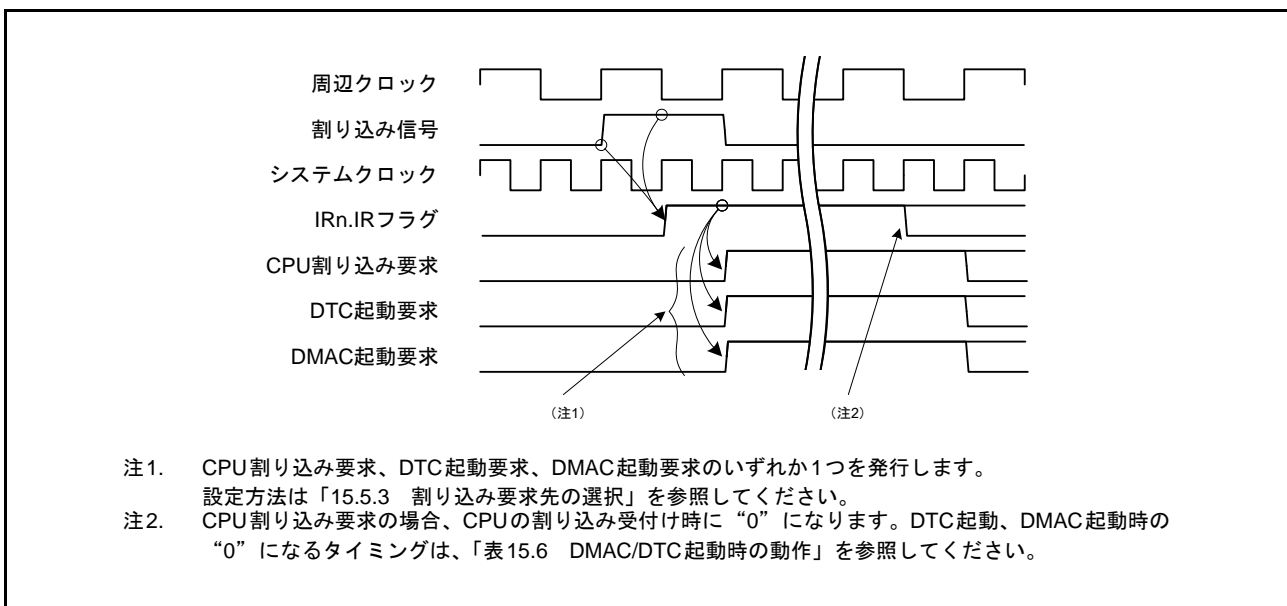 周辺クロック
割り込み信号
システムクロック
IRn.IRフラグ
CPU割り込み要求
DTC起動要求
DMAC起動要求
（注1）
（注2）
注1. CPU割り込み要求、DTC起動要求、DMAC起動要求のいずれか1つを発行します。
設定方法は「15.5.3 割り込み要求先の選択」を参照してください。
注2. CPU割り込み要求の場合、CPUの割り込み受付け時に“0”になります。DTC起動、DMAC起動時の
“0”になるタイミングは、「表15.6 DMAC/DTC起動時の動作」を参照してください。